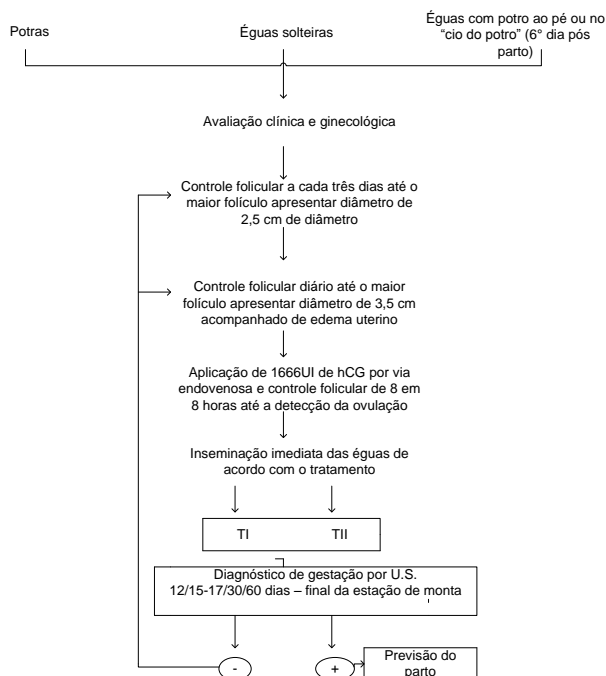 Potras
Éguas solteiras
Éguas com potro ao pé ou no
“cio do potro” (6° dia pós
parto)
Avaliação clínica e ginecológica
Controle folicular a cada três dias até o
maior folículo apresentar diâmetro de
2,5 cm de diâmetro
Controle folicular diário até o maior
folículo apresentar diâmetro de 3,5 cm
acompanhado de edema uterino
Aplicação de 1666UI de hCG por via
endovenosa e controle folicular de 8 em
8 horas até a detecção da ovulação
Inseminação imediata das éguas de
acordo com o tratamento
TI TII
Diagnóstico de gestação por U.S.
12/15-17/30/60 dias – final da estação de monta
- +
Previsão do
parto